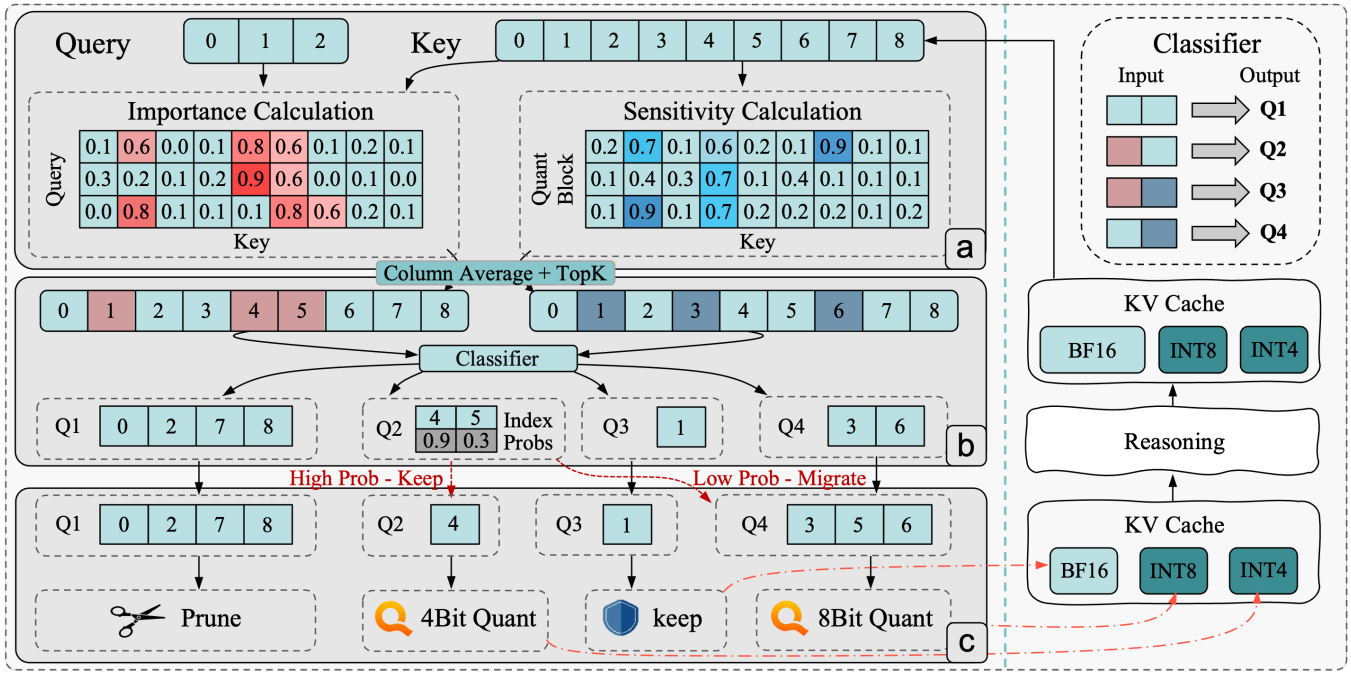 Query
0 1 2
Key
0 1 2 3 4 5 6 7 8
Importance Calculation
Query
0.1 0.6 0.0 0.1 0.8 0.6 0.1 0.2 0.1
0.3 0.2 0.1 0.2 0.9 0.6 0.0 0.1 0.0
0.0 0.8 0.1 0.1 0.1 0.8 0.6 0.2 0.1
Key
Sensitivity Calculation
Quant
Block
0.2 0.7 0.1 0.6 0.2 0.1 0.9 0.1 0.1
0.1 0.4 0.3 0.7 0.1 0.4 0.1 0.1 0.1
0.1 0.9 0.1 0.7 0.2 0.2 0.2 0.1 0.2
Key
a
Column Average + TopK
0 1 2 3 4 5 6 7 8
0 1 2 3 4 5 6 7 8
Classifier
Q1
0 2 7 8
Q2
4 5 Index
0.9 0.3 Probs
Q3
1
Q4
3 6
b
High Prob - Keep
Low Prob - Migrate
Q1
0 2 7 8
Q2
4
Q3
1
Q4
3 5 6
Prune
4Bit Quant
keep
8Bit Quant
c
Classifier
Input Output
Q1
Q2
Q3
Q4
KV Cache
BF16 INT8 INT4
Reasoning
KV Cache
BF16 INT8 INT4